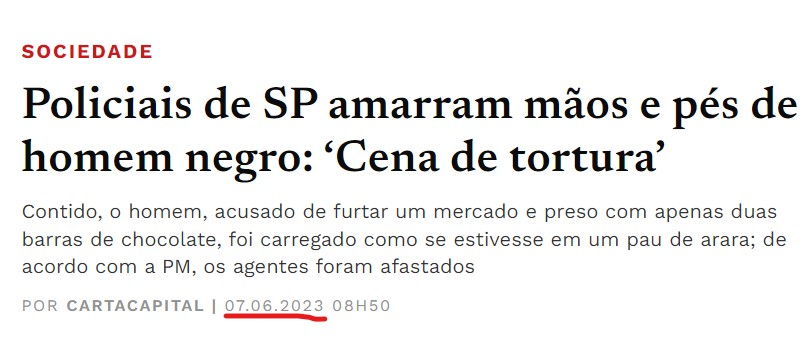 SOCIEDADE
Policiais de SP amarram mãos e pés de
homem negro: ‘Cena de tortura’
Contido, o homem, acusado de furtar um mercado e preso com apenas duas
barras de chocolate, foi carregado como se estivesse em um pau de arara; de
acordo com a PM, os agentes foram afastados
POR CARTACAPITAL | 07.06.2023 08H50